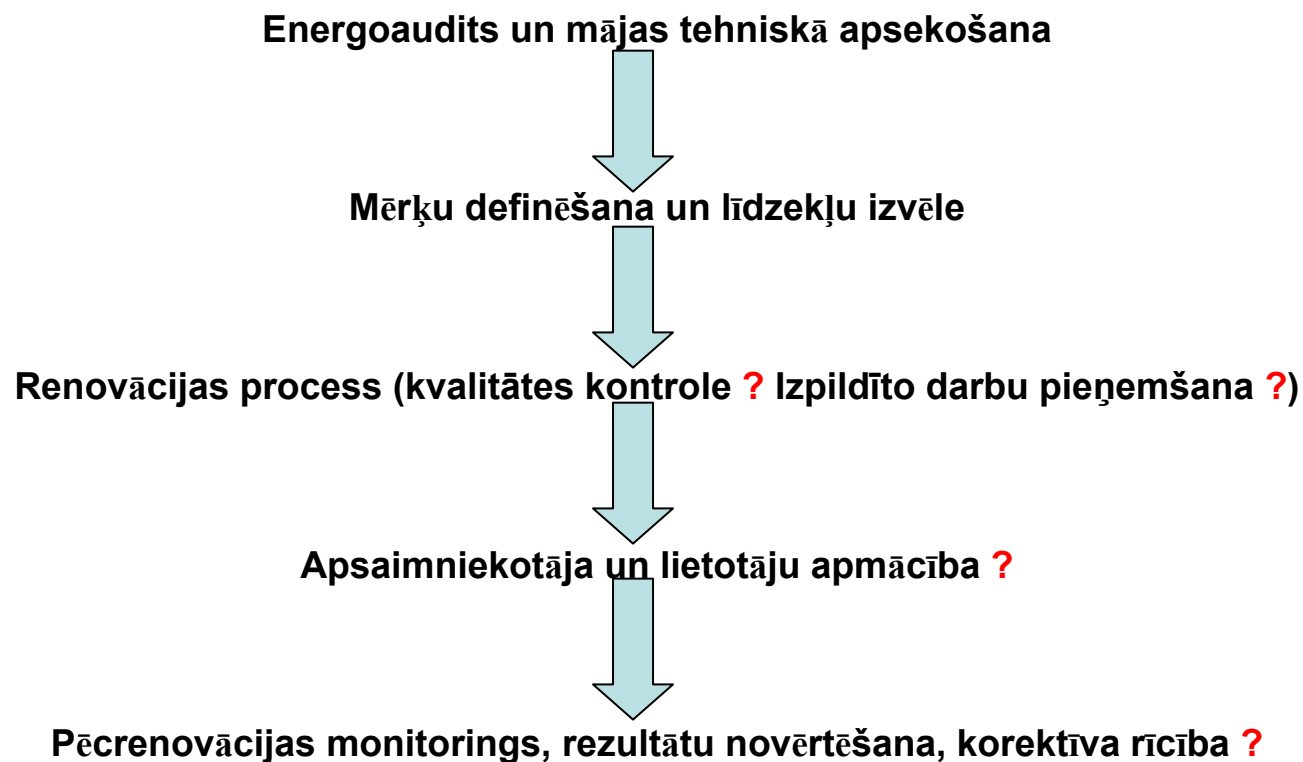 Energoaudits un mājas tehniskā apsekošana
Mērķu definēšana un līdzekļu izvēle
Renovācijas process (kvalitātes kontrole ? Izpildīto darbu pieņemšana ?)
Apsaimniekotāja un lietotāju apmācība ?
Pēcrenovācijas monitorings, rezultātu novērtēšana, korektīva rīcība ?